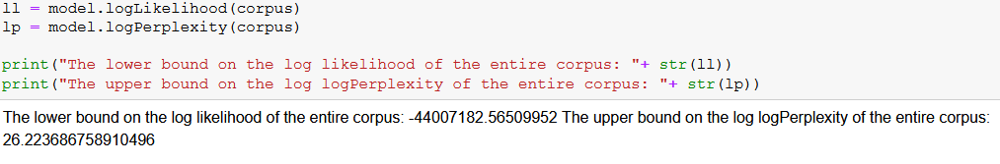 ll = model.logLikelihood(corpus)
lp = model.logPerplexity(corpus)
print("The lower bound on the log likelihood of the entire corpus: "+ str(ll))
print("The upper bound on the log logPerplexity of the entire corpus: "+ str(lp))
The lower bound on the log likelihood of the entire corpus: -44007182.56509952 The upper bound on the log logPerplexity of the entire corpus:
26.223686758910496